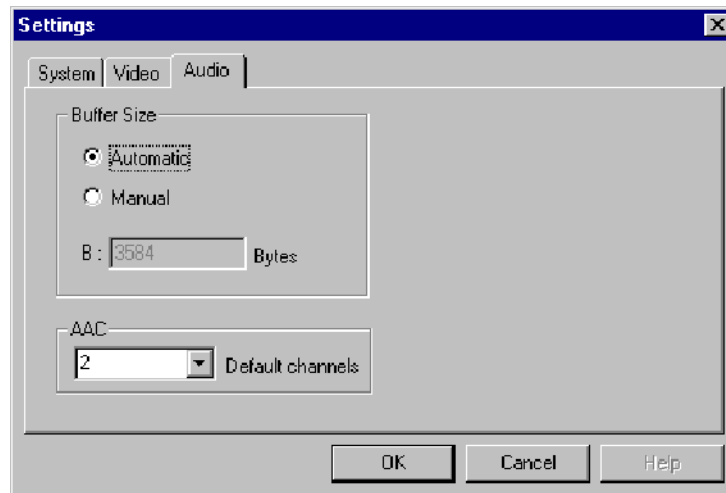 Settings
System Video Audio
Buffer Size
Automatic
Manual
B : 3584 Bytes
AAC
2 Default channels
OK Cancel Help